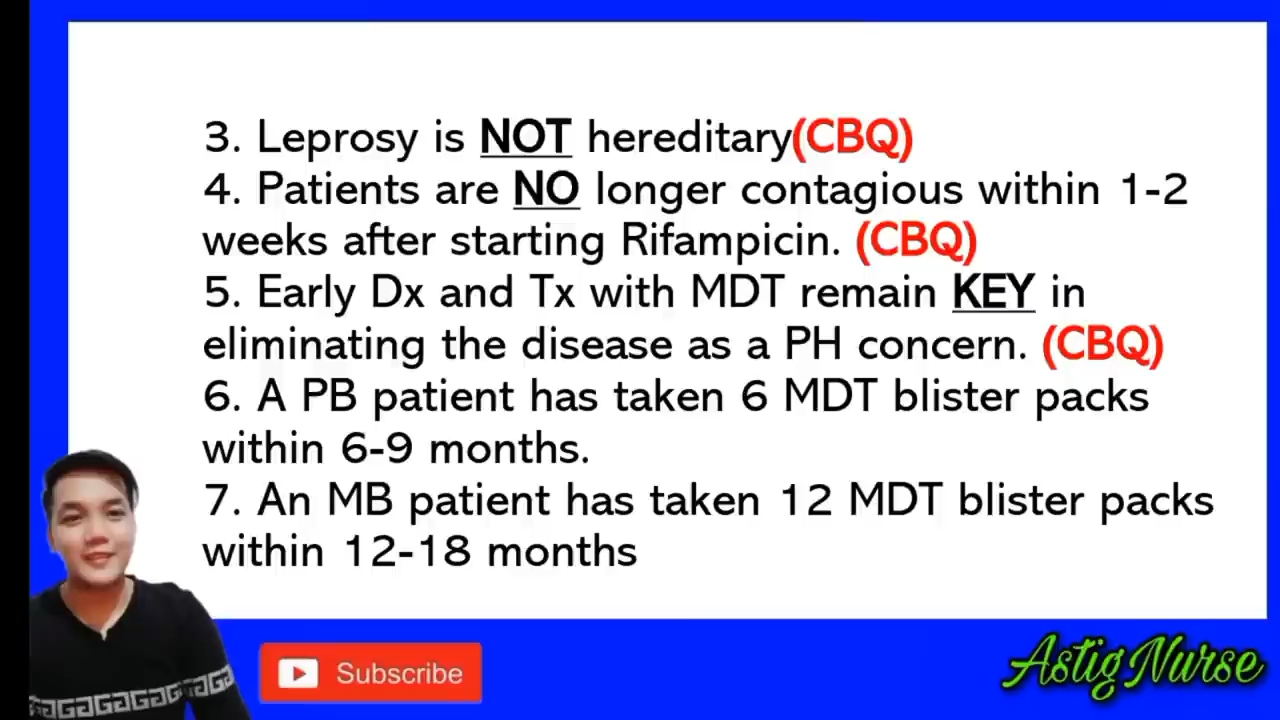 3. Leprosy is NOT hereditary(CBQ)
4. Patients are NO longer contagious within 1-2
weeks after starting Rifampicin. (CBQ)
5. Early Dx and Tx with MDT remain KEY in
eliminating the disease as a PH concern. (CBQ)
6. A PB patient has taken 6 MDT blister packs
within 6-9 months.
7. An MB patient has taken 12 MDT blister packs
within 12-18 months
Subscribe
Astig Nurse